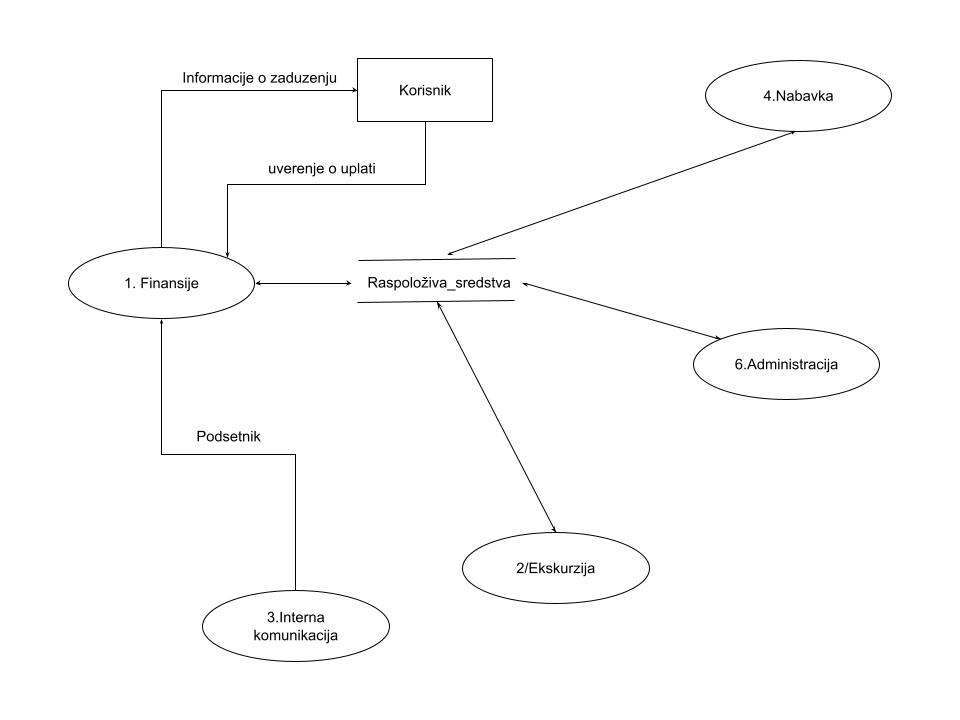 Informacije o zaduzenju
Korisnik
4.Nabavka
uverenje o uplati
1. Finansije
Raspoloživa_sredstva
6.Administracija
Podsetnik
2/Ekskurzija
3.Interna
komunikacija